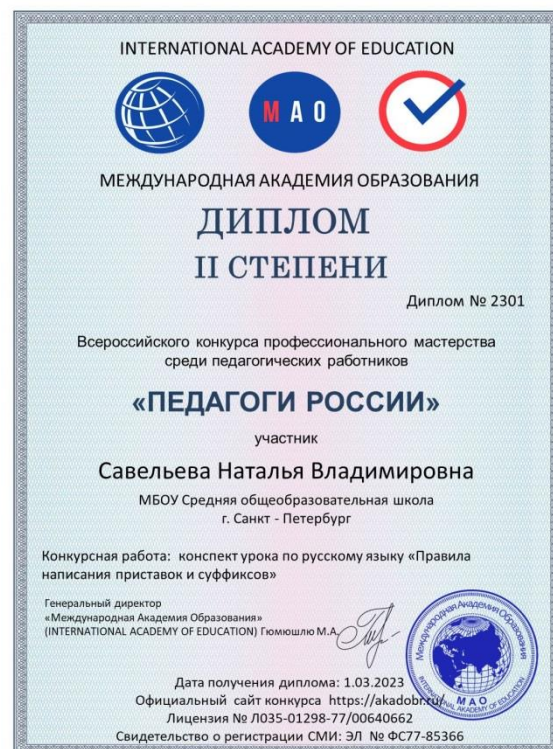 INTERNATIONAL ACADEMY OF EDUCATION
МАО
МЕЖДУНАРОДНАЯ АКАДЕМИЯ ОБРАЗОВАНИЯ
ДИПЛОМ
II СТЕПЕНИ
Диплом № 2301
Всероссийского конкурса профессионального мастерства
среди педагогических работников
«ПЕДАГОГИ РОССИИ»
участник
Савельева Наталья Владимировна
МБОУ Средняя общеобразовательная школа
г. Санкт - Петербург
Конкурсная работа: конспект урока по русскому языку «Правила
написания приставок и суффиксов»
Генеральный директор
«Международная Академия Образования»
(INTERNATIONAL ACADEMY OF EDUCATION) Гюмюшлю М.А.
Международная Академия Образования
МАО
INTERNATIONAL ACADEMY OF EDUCATION
Дата получения диплома: 1.03.2023
Официальный сайт конкурса https://akadobr.ru/
Лицензия № Л035-01298-77/00640662
Свидетельство о регистрации СМИ: ЭЛ № ФС77-85366